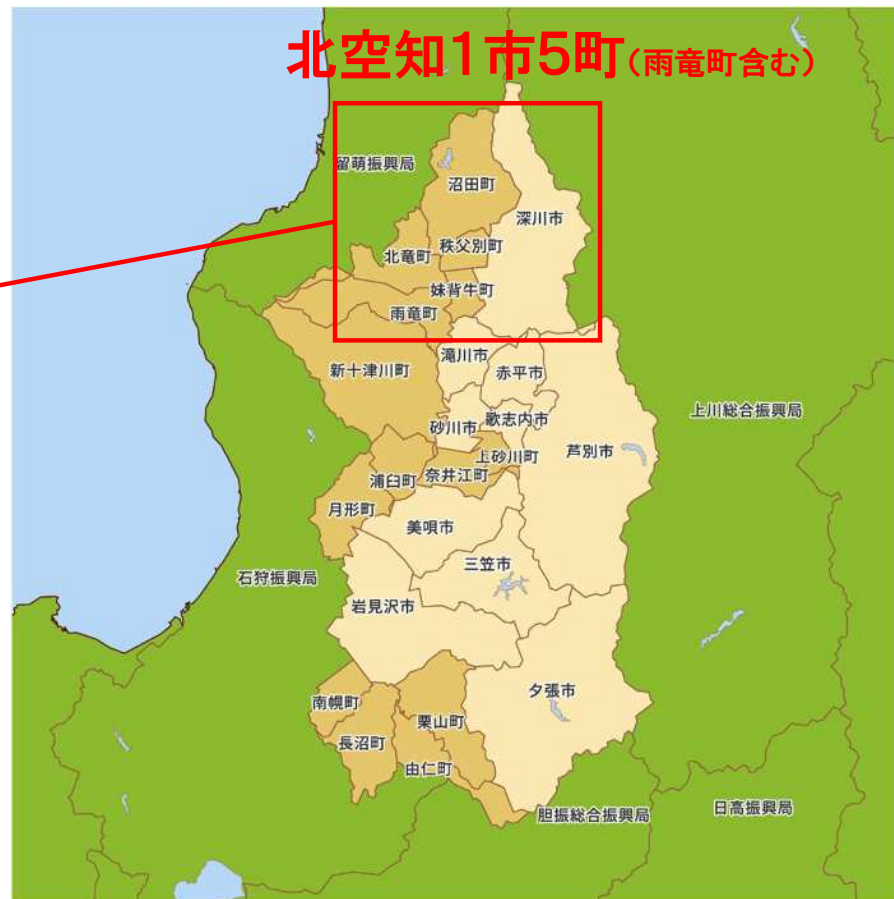 北空知1市5町(雨竜町含む)
留萌振興局
沼田町
深川市
秩父別町
北竜町
妹背牛町
雨竜町
滝川市
新十津川町
赤平市
上川総合振興局
歌志内市
砂川市
芦別市
上砂川町
奈井江町
浦臼町
月形町
美唄市
三笠市
石狩振興局
岩見沢市
夕張市
南幌町
栗山町
長沼町
由仁町
日高振興局
胆振総合振興局